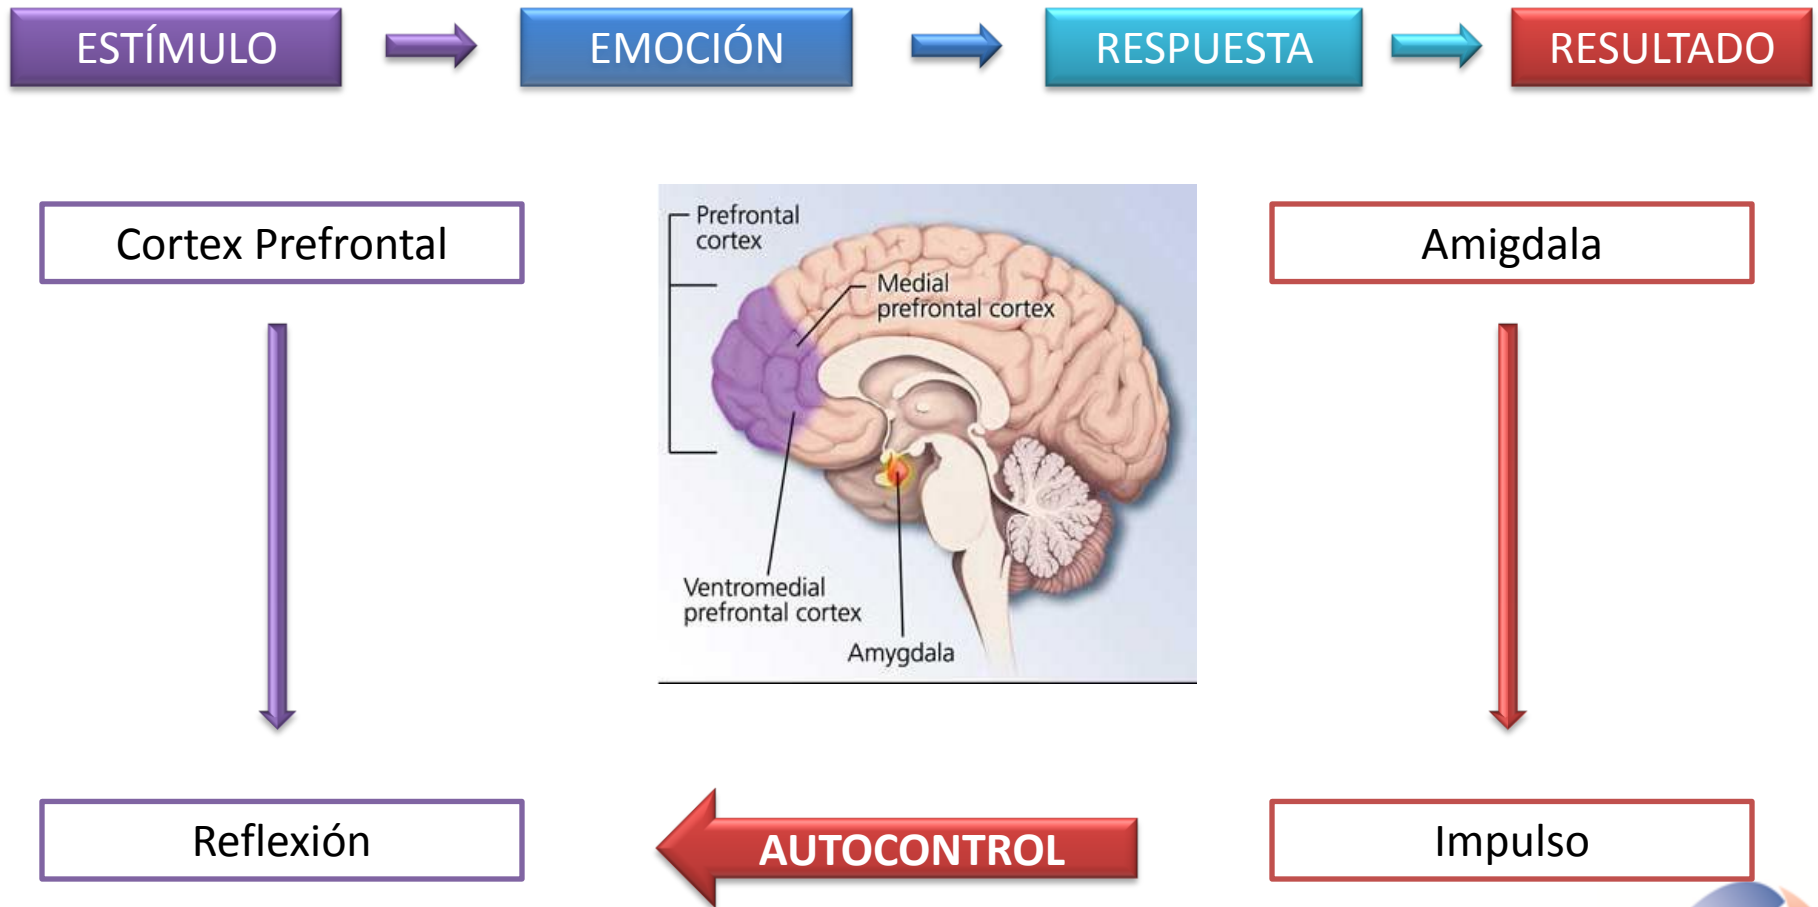 ESTÍMULO
EMOCIÓN
RESPUESTA
RESULTADO
Cortex Prefrontal
Prefrontal
cortex
Medial
prefrontal cortex
Ventromedial
prefrontal cortex
Amygdala
Amigdala
Reflexión
AUTOCONTROL
Impulso